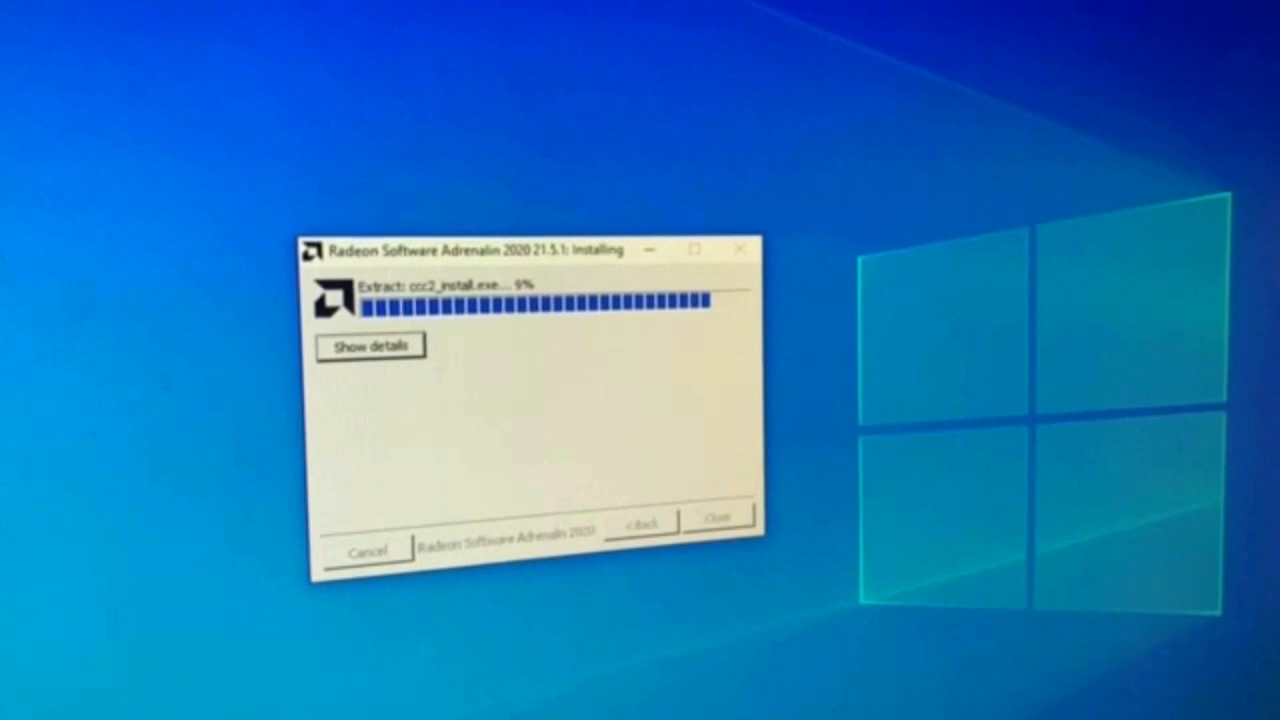 Radeon Software Adrenalin 2020 21.5.1: Installing
Extract: ccc2_install.exe... 9%
Show details
Cancel
Radeon Software Adrenalin 2020
< Back
Close